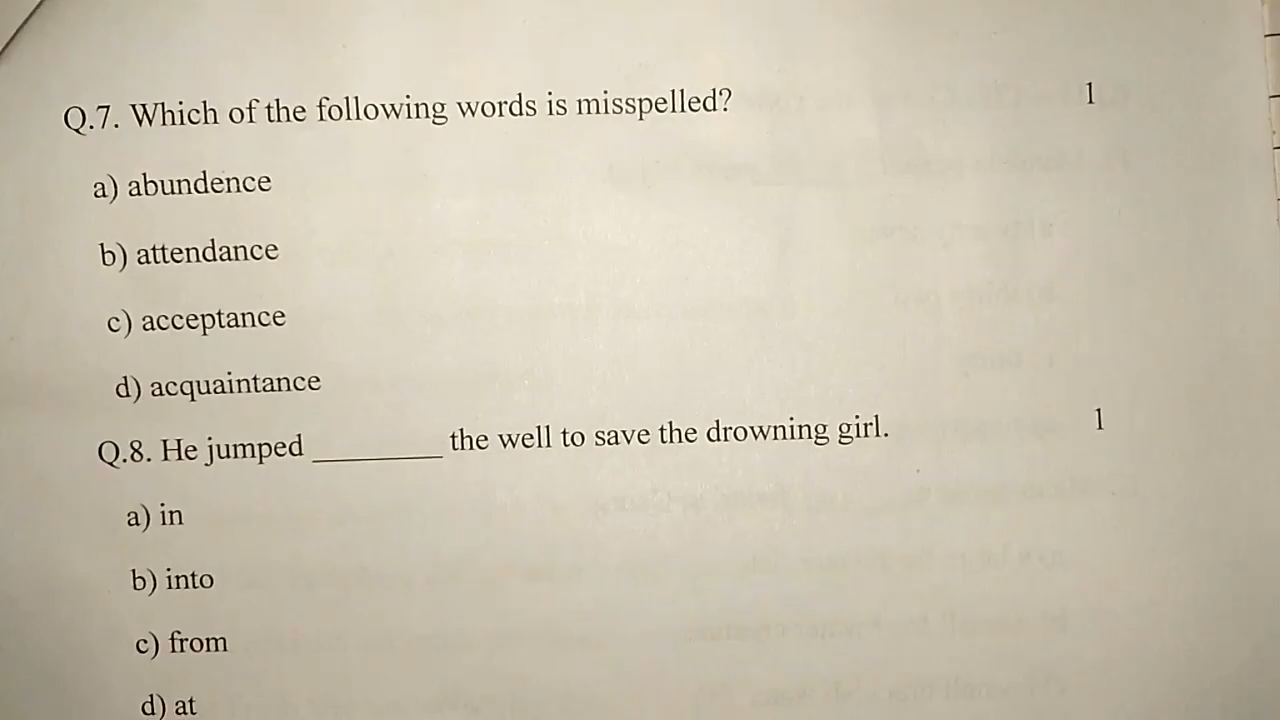 Q.7. Which of the following words is misspelled? 1
a) abundence
b) attendance
c) acceptance
d) acquaintance
Q.8. He jumped ________ the well to save the drowning girl. 1
a) in
b) into
c) from
d) at